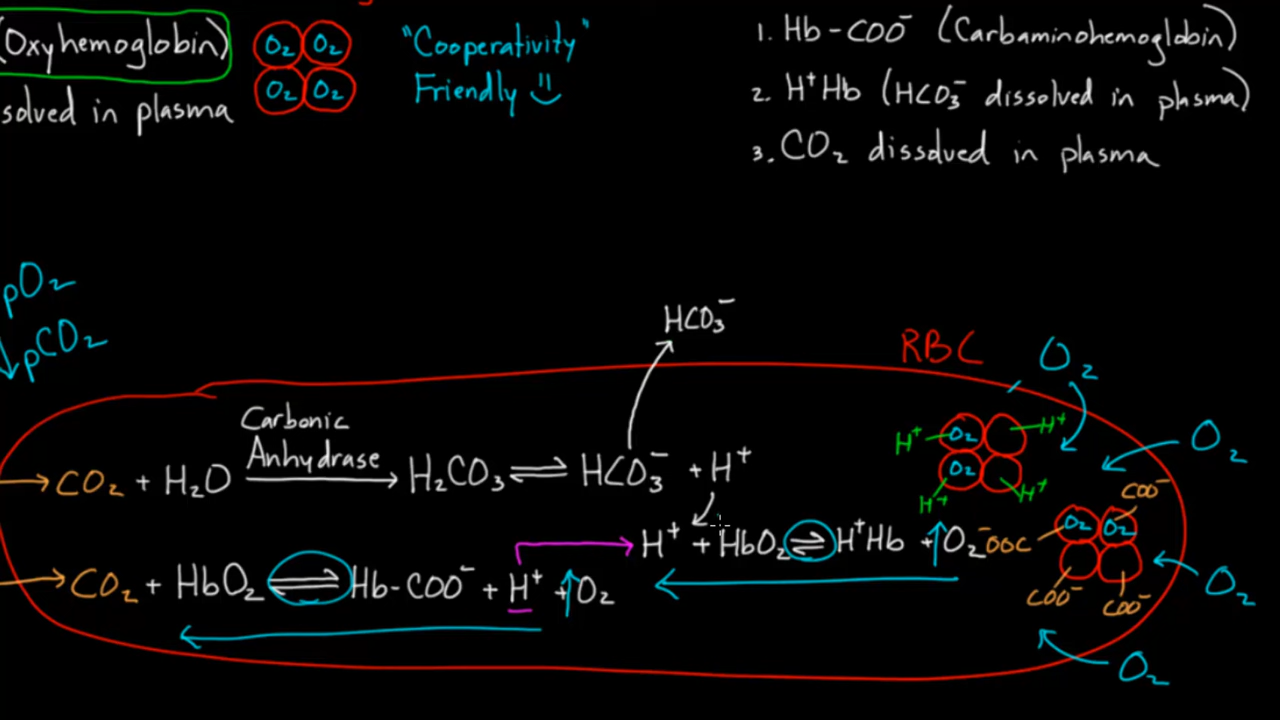 (Oxyhemoglobin)
solved in plasma
O₂ O₂
O₂ O₂
"Cooperativity"
Friendly
1. Hb-COO⁻ (Carbaminohemoglobin)
2. H⁺Hb (HCO₃⁻ dissolved in plasma)
3. CO₂ dissolved in plasma
pO₂
↓pCO₂
HCO₃⁻
RBC
O₂
Carbonic
Anhydrase
→ CO₂ + H₂O → H₂CO₃ ⇌ HCO₃⁻ + H⁺
H⁺ + HbO₂ ⇌ H⁺Hb + ↑O₂
→ CO₂ + HbO₂ ⇌ Hb-COO⁻ + H⁺ + ↑O₂
H⁺ O₂ H⁺
O₂
H⁺ H⁺
O₂
COO⁻
⁻OOC O₂ O₂
COO⁻ COO⁻
O₂
O₂